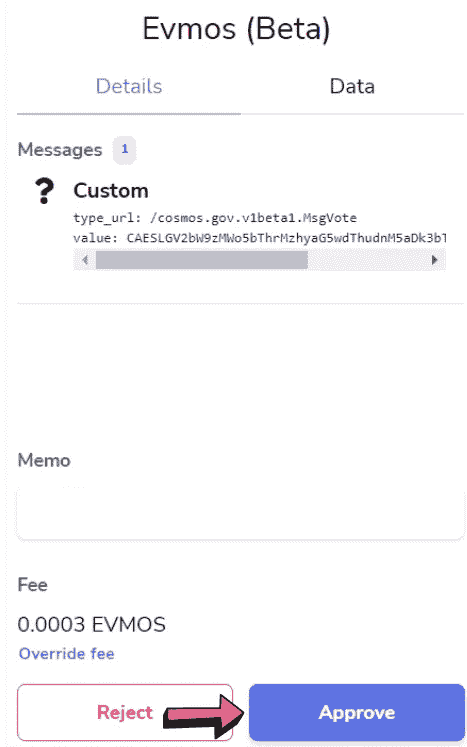 Evmos (Beta)
Details Data
Messages 1
? Custom
type_url: /cosmos.gov.v1beta1.MsgVote
value: CAESLGV2bW9zMWo5bThrMzhyaG5wdThudnM5aDk3bT
Memo
Fee
0.0003 EVMOS
Override fee
Reject Approve